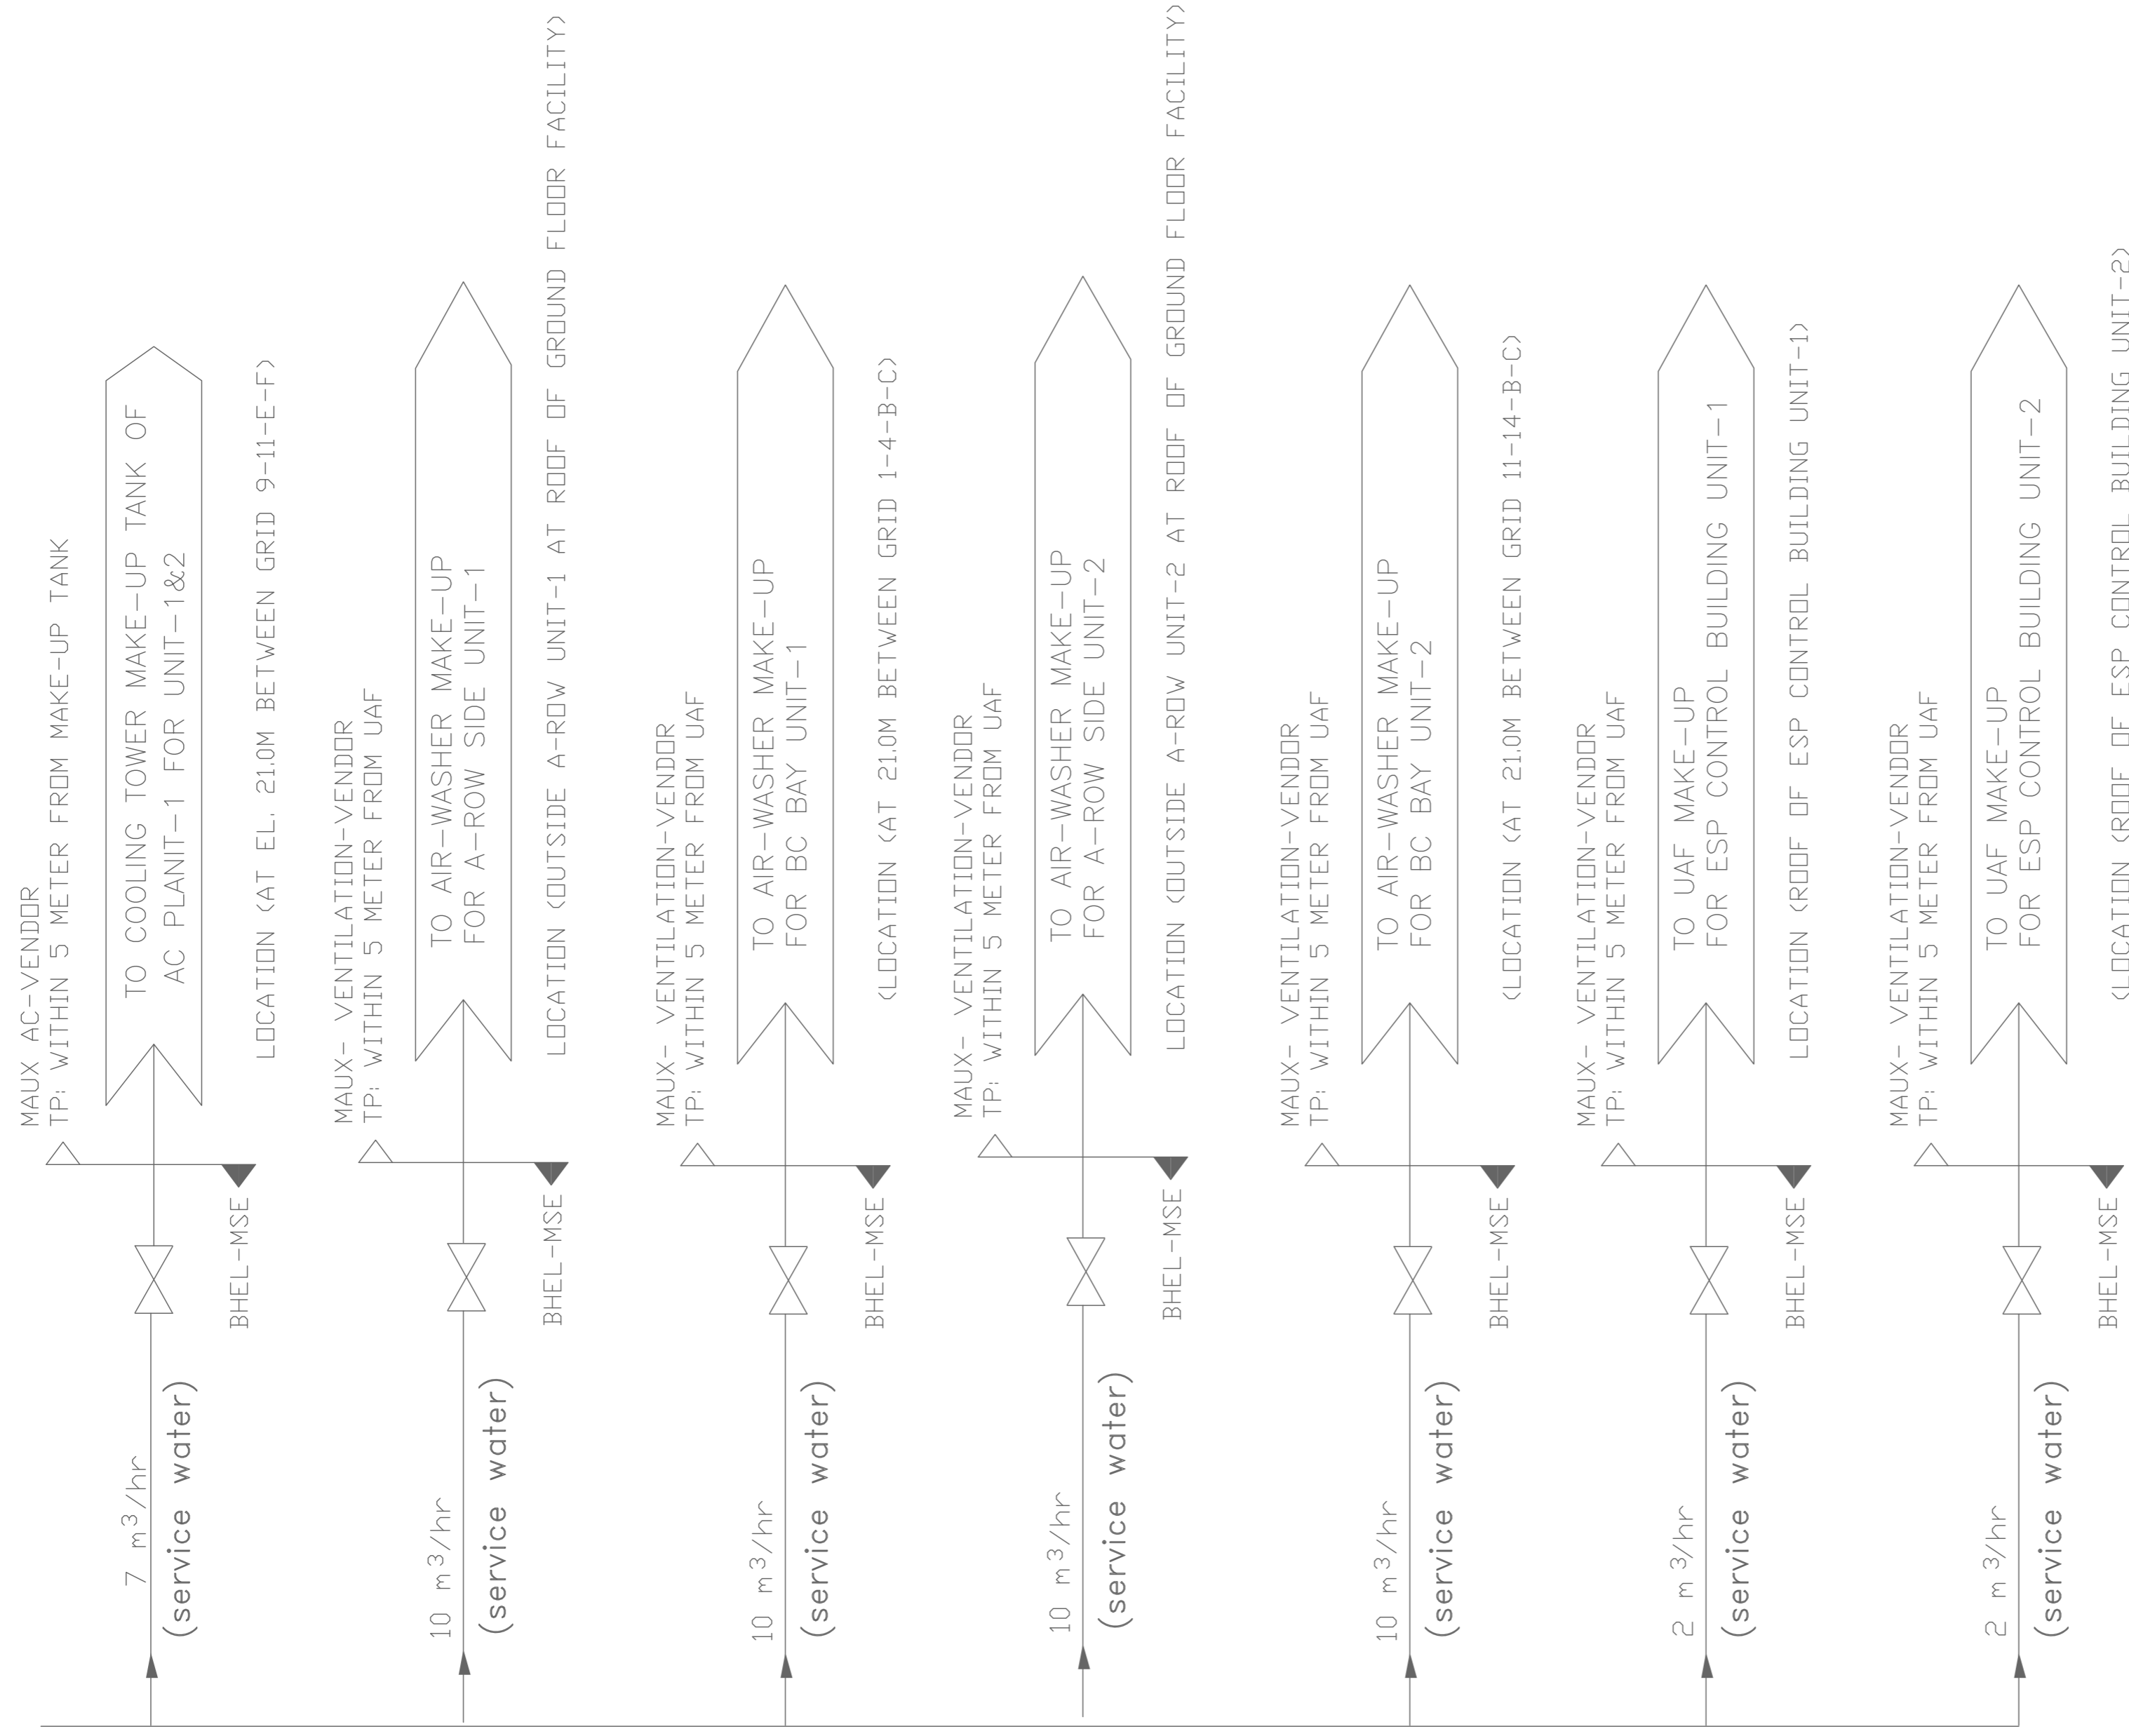 MAUX AC-VENDOR
TP: WITHIN 5 METER FROM MAKE-UP TANK
TO COOLING TOWER MAKE-UP TANK OF
AC PLANIT-1 FOR UNIT-1&2
LOCATION (AT EL. 21.0M BETWEEN GRID 9-11-E-F)
BHEL-MSE
7 m³/hr
(service water)
MAUX- VENTILATION-VENDOR
TP: WITHIN 5 METER FROM UAF
TO AIR-WASHER MAKE-UP
FOR A-ROW SIDE UNIT-1
LOCATION (OUTSIDE A-ROW UNIT-1 AT ROOF OF GROUND FLOOR FACILITY)
BHEL-MSE
10 m³/hr
(service water)
MAUX- VENTILATION-VENDOR
TP: WITHIN 5 METER FROM UAF
TO AIR-WASHER MAKE-UP
FOR BC BAY UNIT-1
(LOCATION (AT 21.0M BETWEEN GRID 1-4-B-C)
BHEL-MSE
10 m³/hr
(service water)
MAUX- VENTILATION-VENDOR
TP: WITHIN 5 METER FROM UAF
TO AIR-WASHER MAKE-UP
FOR A-ROW SIDE UNIT-2
LOCATION (OUTSIDE A-ROW UNIT-2 AT ROOF OF GROUND FLOOR FACILITY)
BHEL-MSE
10 m³/hr
(service water)
MAUX- VENTILATION-VENDOR
TP: WITHIN 5 METER FROM UAF
TO AIR-WASHER MAKE-UP
FOR BC BAY UNIT-2
(LOCATION (AT 21.0M BETWEEN GRID 11-14-B-C)
BHEL-MSE
10 m³/hr
(service water)
MAUX- VENTILATION-VENDOR
TP: WITHIN 5 METER FROM UAF
TO UAF MAKE-UP
FOR ESP CONTROL BUILDING UNIT-1
LOCATION (ROOF OF ESP CONTROL BUILDING UNIT-1)
BHEL-MSE
2 m³/hr
(service water)
MAUX- VENTILATION-VENDOR
TP: WITHIN 5 METER FROM UAF
TO UAF MAKE-UP
FOR ESP CONTROL BUILDING UNIT-2
(LOCATION (ROOF OF ESP CONTROL BUILDING UNIT-2)
BHEL-MSE
2 m³/hr
(service water)